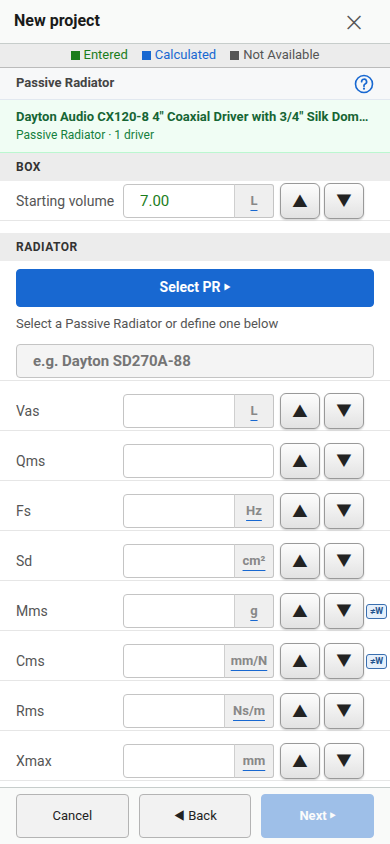 New project
Entered Calculated Not Available
Passive Radiator
Dayton Audio CX120-8 4" Coaxial Driver with 3/4" Silk Dom...
Passive Radiator · 1 driver
BOX
Starting volume 7.00 L
RADIATOR
Select PR
Select a Passive Radiator or define one below
e.g. Dayton SD270A-88
Vas L
Qms
Fs Hz
Sd cm²
Mms g ≠W
Cms mm/N ≠W
Rms Ns/m
Xmax mm
Cancel Back Next